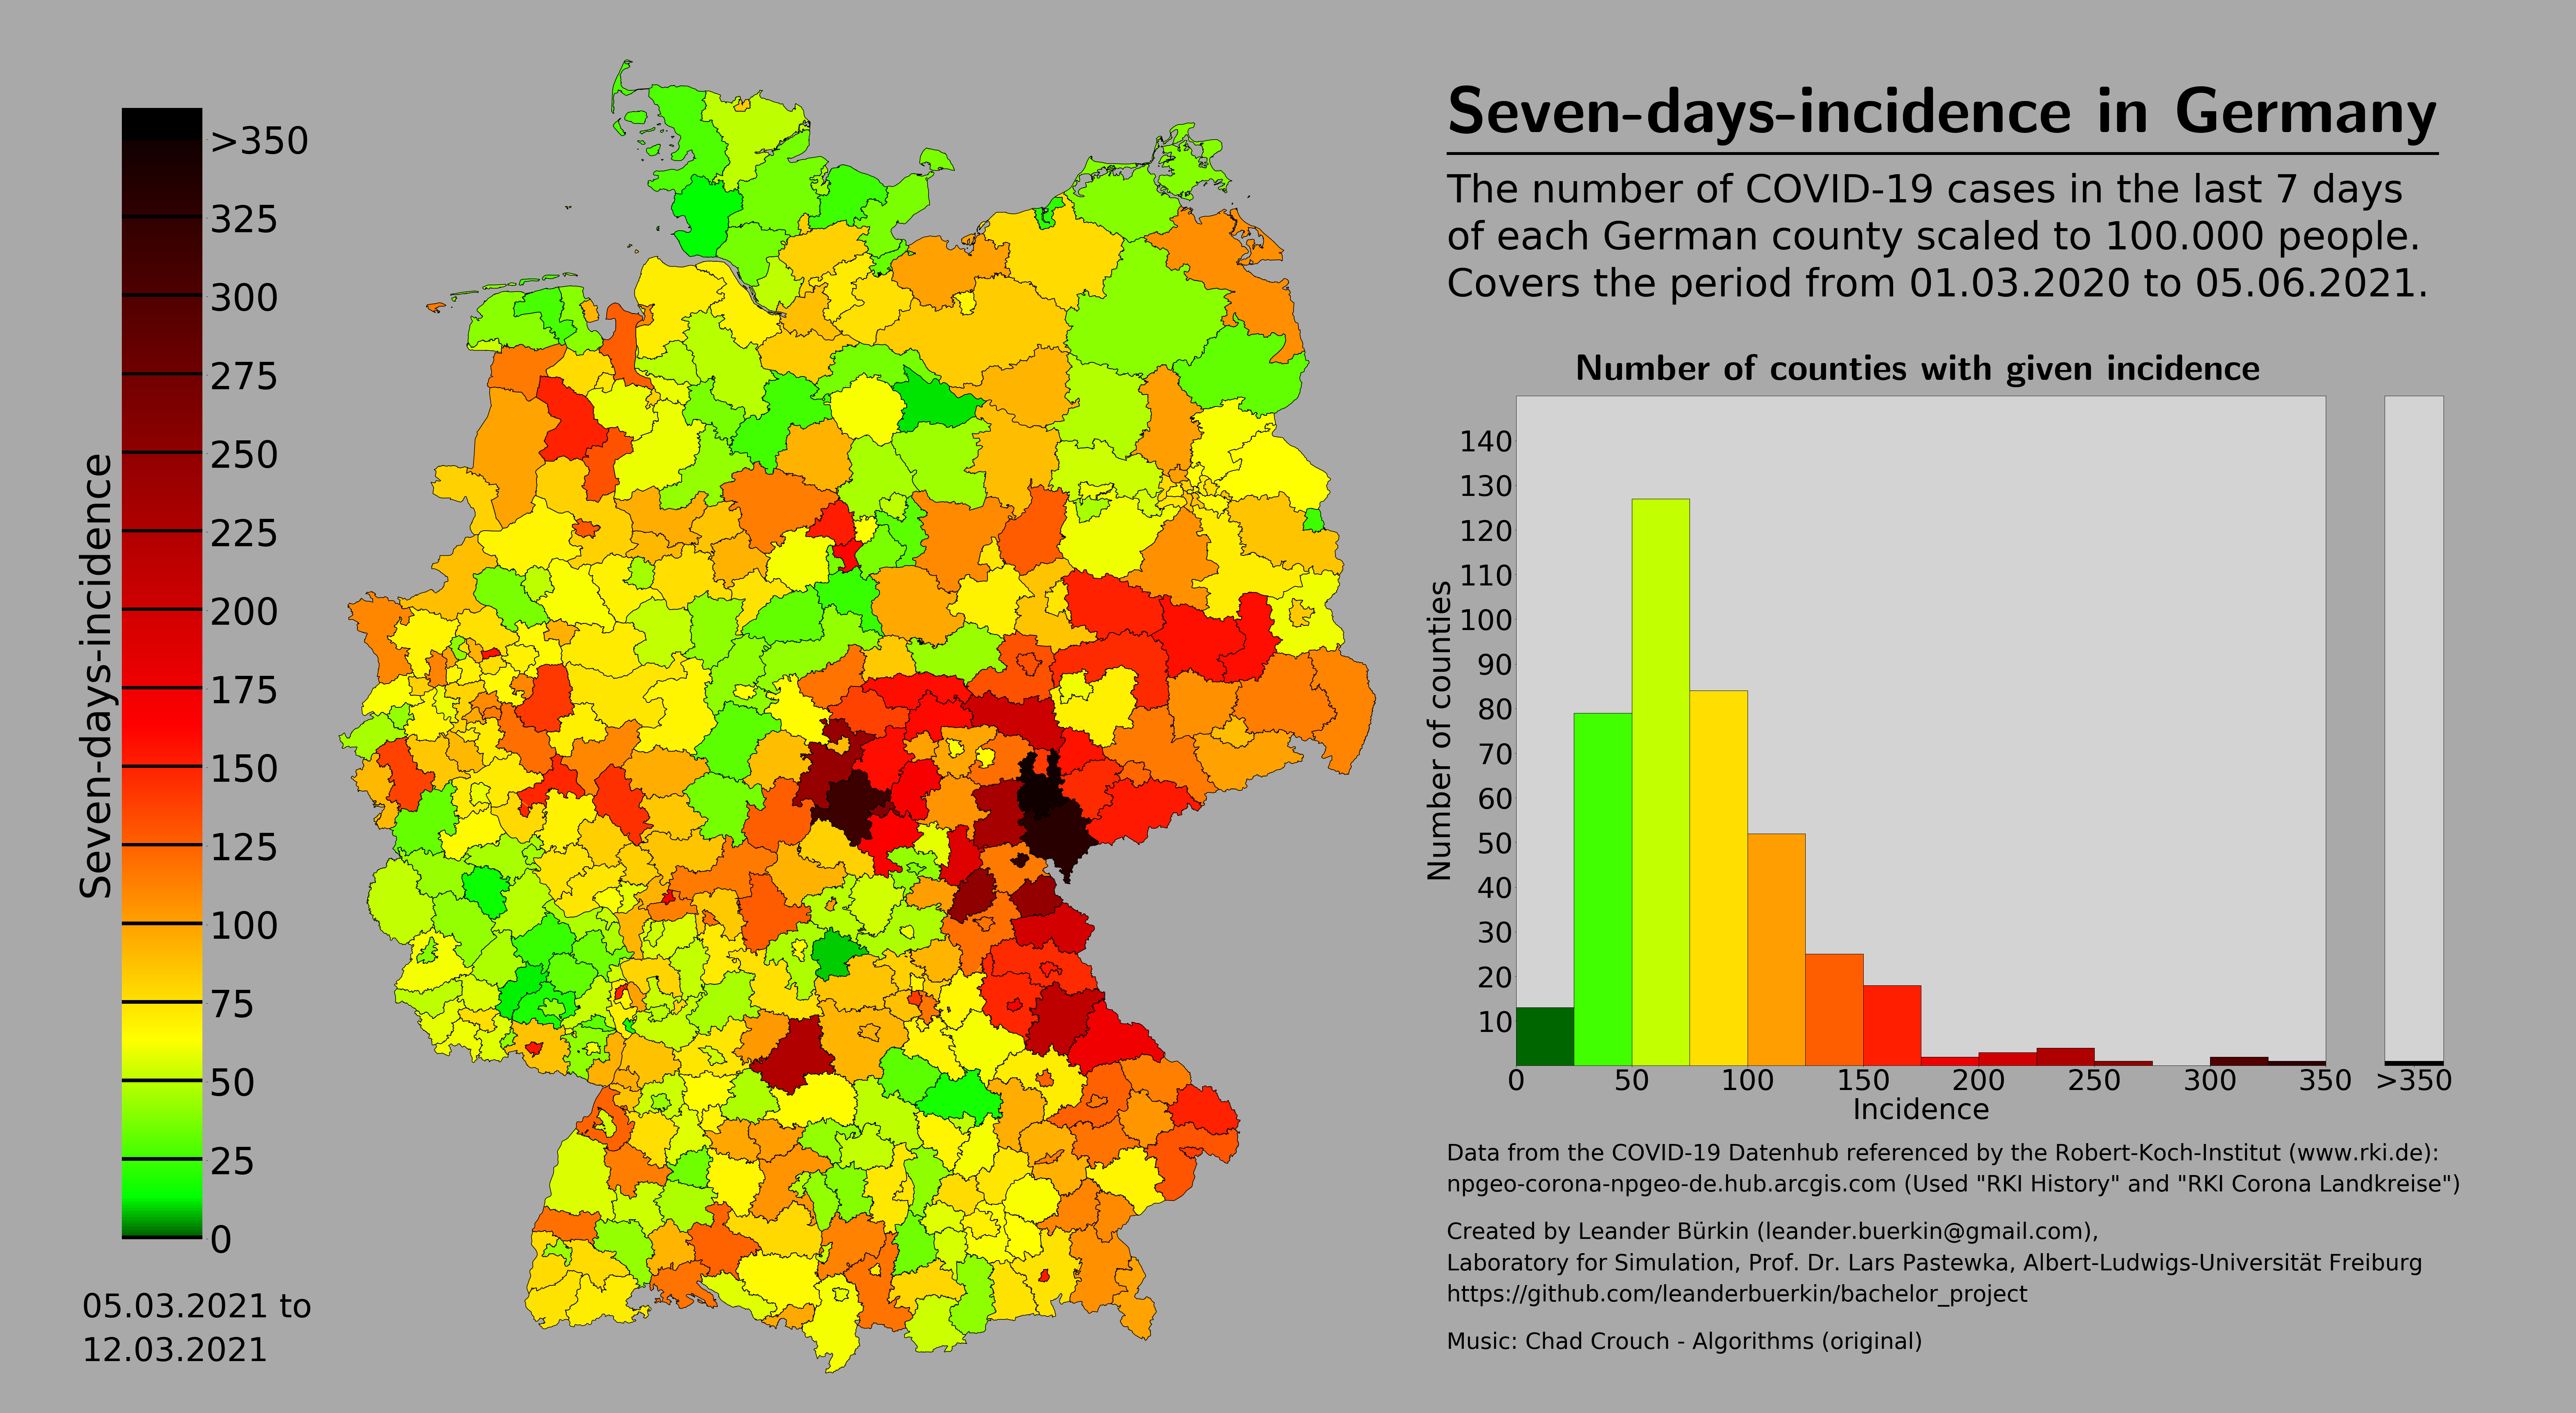 Seven-days-incidence in Germany
The number of COVID-19 cases in the last 7 days
of each German county scaled to 100.000 people.
Covers the period from 01.03.2020 to 05.06.2021.
>350
325
300
275
250
225
200
175
150
125
100
75
50
25
0
Seven-days-incidence
05.03.2021 to
12.03.2021
Number of counties with given incidence
140
130
120
110
100
90
80
70
60
50
40
30
20
10
Number of counties
0 50 100 150 200 250 300 350 >350
Incidence
Data from the COVID-19 Datenhub referenced by the Robert-Koch-Institut (www.rki.de):
npgeo-corona-npgeo-de.hub.arcgis.com (Used "RKI History" and "RKI Corona Landkreise")
Created by Leander Bürkin (leander.buerkin@gmail.com),
Laboratory for Simulation, Prof. Dr. Lars Pastewka, Albert-Ludwigs-Universität Freiburg
https://github.com/leanderbuerkin/bachelor_project
Music: Chad Crouch - Algorithms (original)